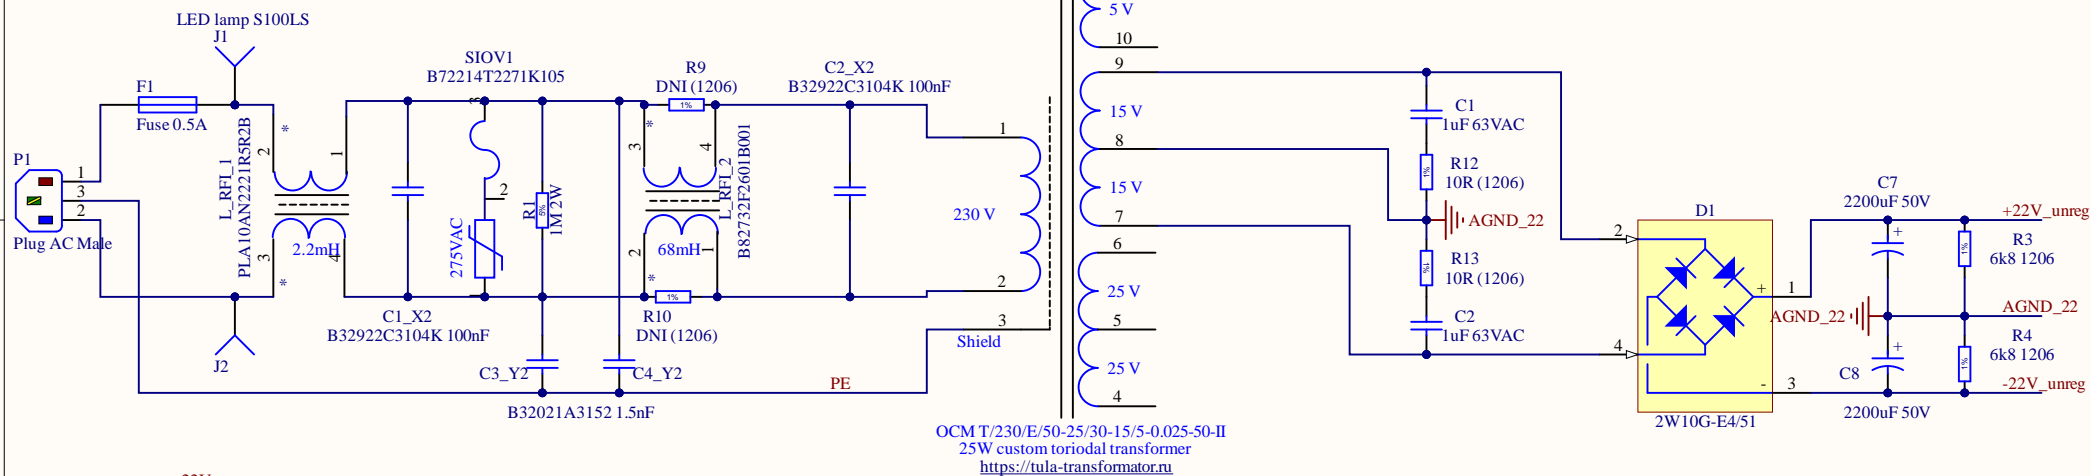 LED lamp S100LS
J1
F1
Fuse 0.5A
P1
1
3
2
Plug AC Male
J2
L_RFI_1
PLA10AN2221R5R2B
*
2
1
2.2mH
3
4
*
C1_X2
B32922C3104K 100nF
SIOV1
B72214T2271K105
2
275VAC
R1
5%
1M 2W
C3_Y2
C4_Y2
B32021A3152 1.5nF
R9
DNI (1206)
1%
*
3
4
L_RFI_2
B82732F2601B001
68mH
2
1
*
1%
R10
DNI (1206)
C2_X2
B32922C3104K 100nF
PE
1
230 V
2
3
Shield
5 V
10
9
15 V
8
15 V
7
6
25 V
5
25 V
4
OCM T/230/E/50-25/30-15/5-0.025-50-II
25W custom toriodal transformer
https://tula-transformator.ru
C1
1uF 63VAC
R12
10R (1206)
1%
AGND_22
R13
10R (1206)
1%
C2
1uF 63VAC
D1
2
4
+
1
-
3
2W10G-E4/51
AGND_22
C7
2200uF 50V
+
+22V_unreg
R3
6k8 1206
1%
AGND_22
R4
6k8 1206
1%
+
C8
-22V_unreg
2200uF 50V